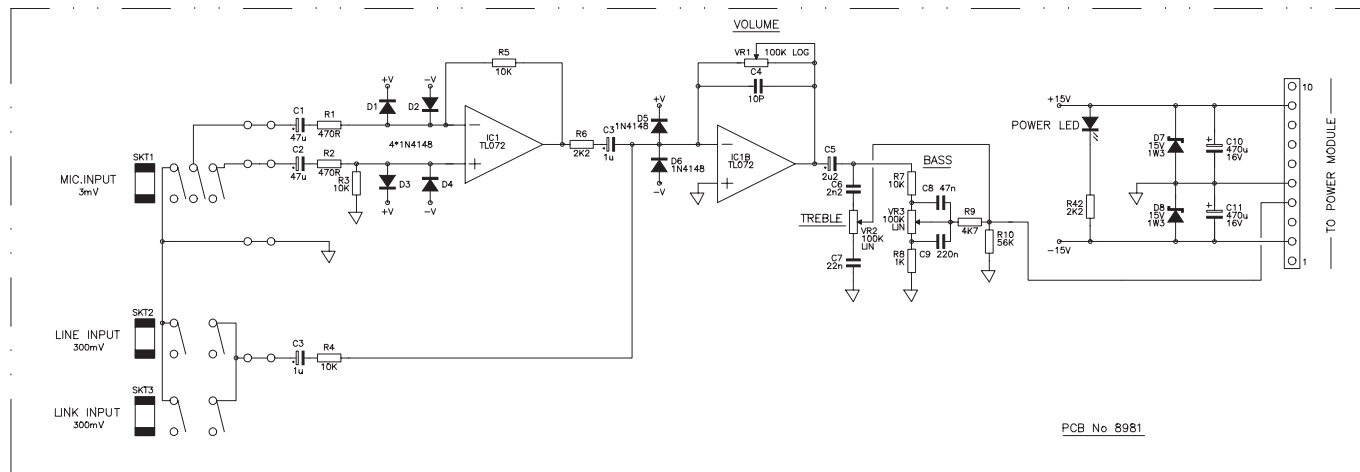 VOLUME
VR1 100K LOG
C4
10P
R5
10K
+V
-V
D1
D2
C1
47u
R1
470R
4*1N4148
IC1
TL072
C2
47u
R2
470R
R3
10K
D3
D4
+V
-V
SKT1
MIC.INPUT
3mV
R6
2K2
C3
1u
+V
D5
1N4148
D6
1N4148
-V
IC1B
TL072
C5
2u2
C6
2n2
TREBLE
VR2
100K
LIN
C7
22n
BASS
R7
10K
C8 47n
VR3
100K
LIN
R8
1K
C9 220n
R9
4K7
R10
56K
+15V
POWER LED
R42
2K2
-15V
D7
15V
1W3
D8
15V
1W3
+
C10
470u
16V
+
C11
470u
16V
10
1
TO POWER MODULE
SKT2
LINE INPUT
300mV
C3
1u
R4
10K
SKT3
LINK INPUT
300mV
PCB No 8981